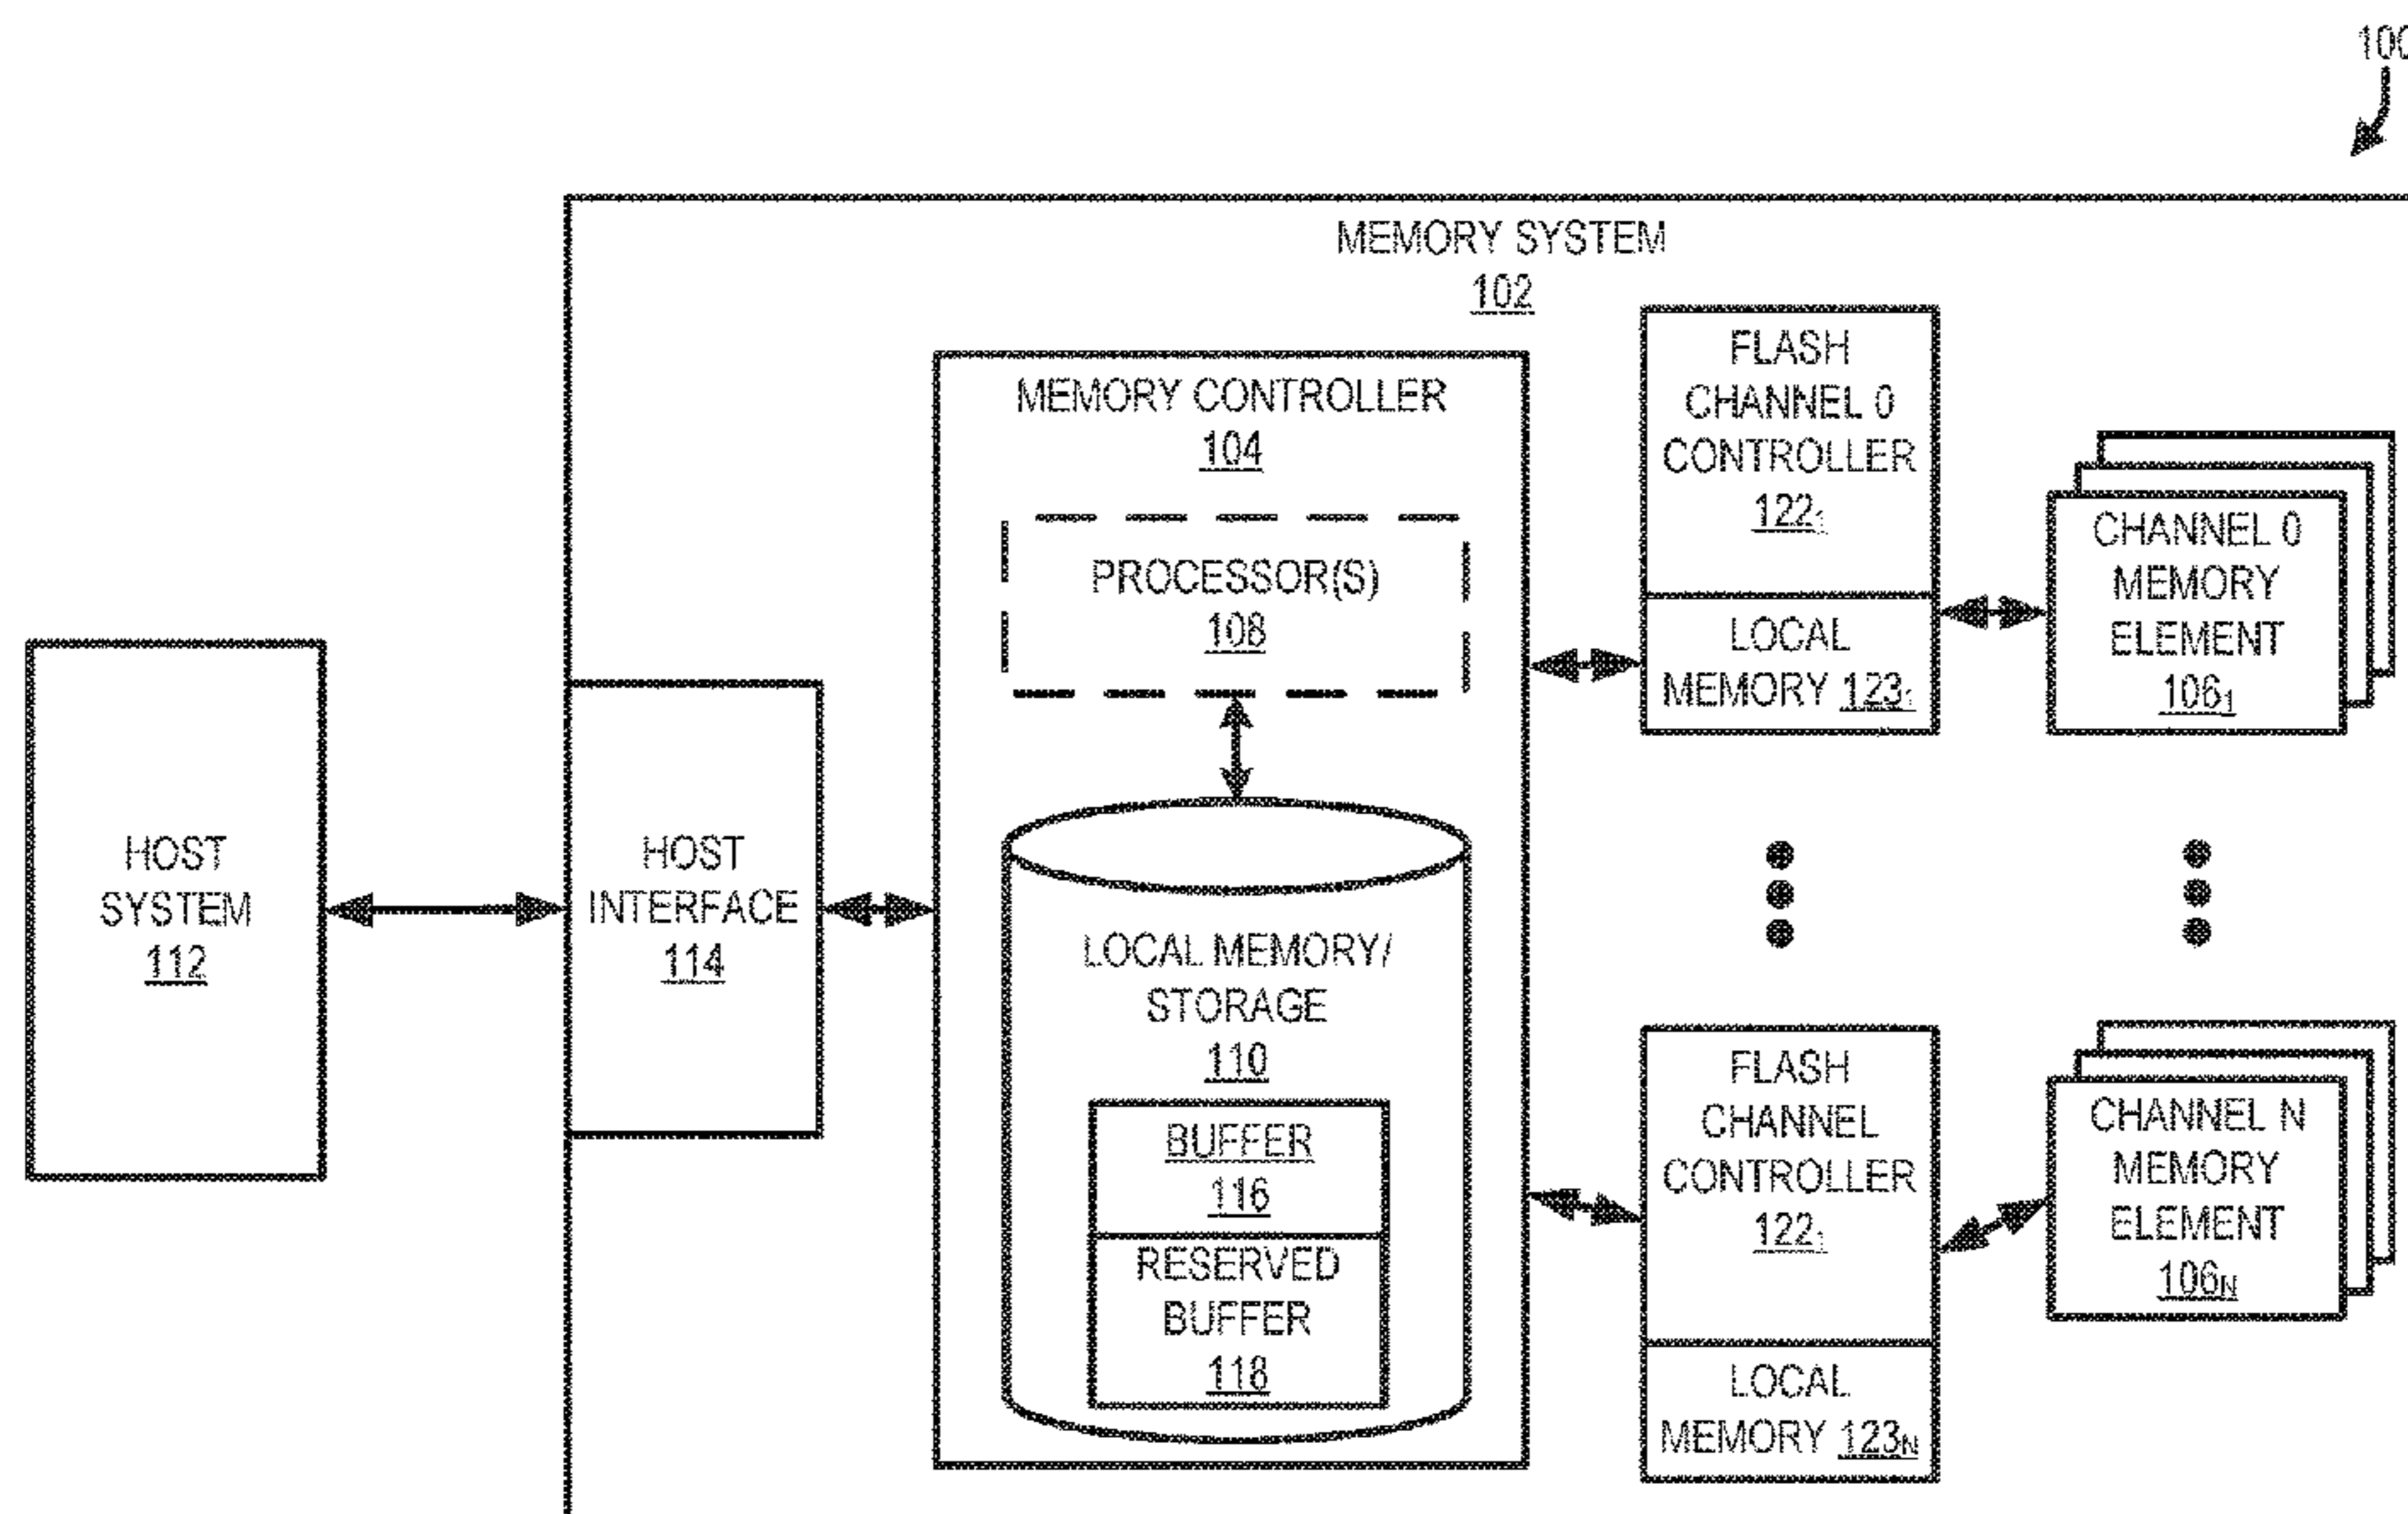 100
MEMORY SYSTEM
102
MEMORY CONTROLLER
104
PROCESSOR(S)
108
LOCAL MEMORY/
STORAGE
110
BUFFER
116
RESERVED
BUFFER
118
HOST
SYSTEM
112
HOST
INTERFACE
114
FLASH
CHANNEL 0
CONTROLLER
122₁
LOCAL
MEMORY 123₁
CHANNEL 0
MEMORY
ELEMENT
106₁
FLASH
CHANNEL
CONTROLLER
122₁
LOCAL
MEMORY 123N
CHANNEL N
MEMORY
ELEMENT
106N